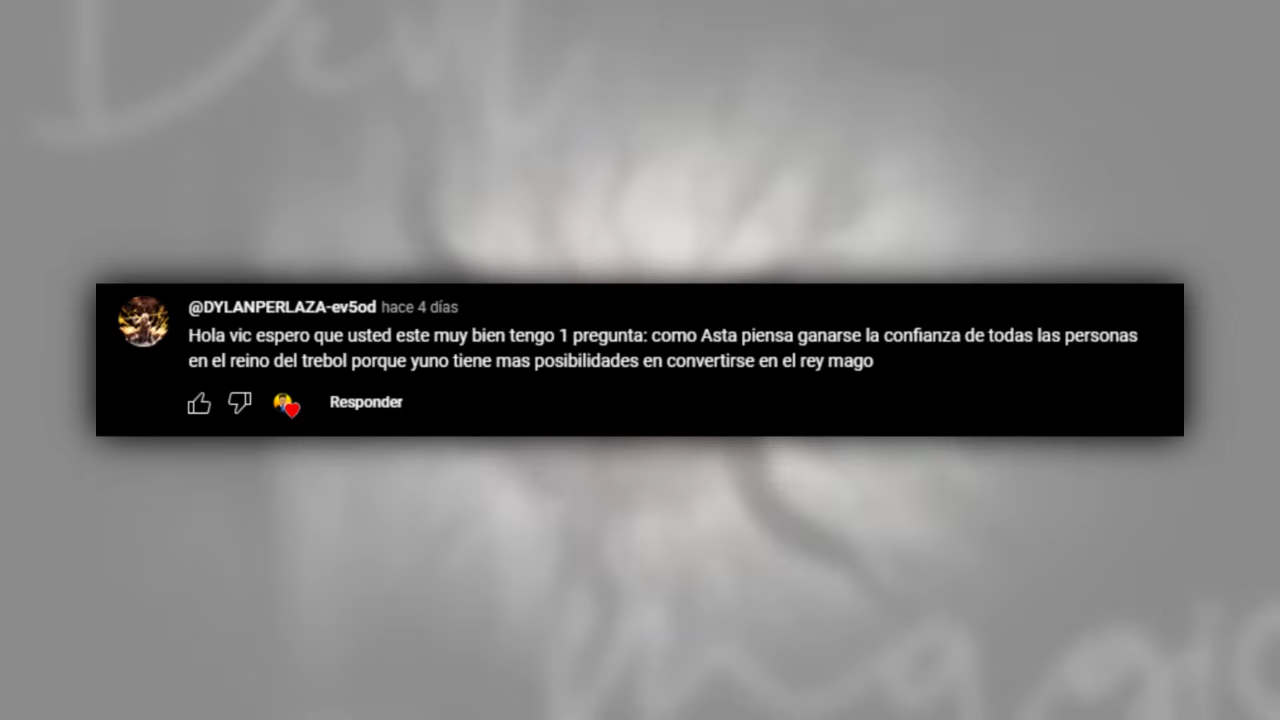 @DYLANPERLAZA-ev5od hace 4 días
Hola vic espero que usted este muy bien tengo 1 pregunta: como Asta piensa ganarse la confianza de todas las personas
en el reino del trebol porque yuno tiene mas posibilidades en convertirse en el rey mago
Responder